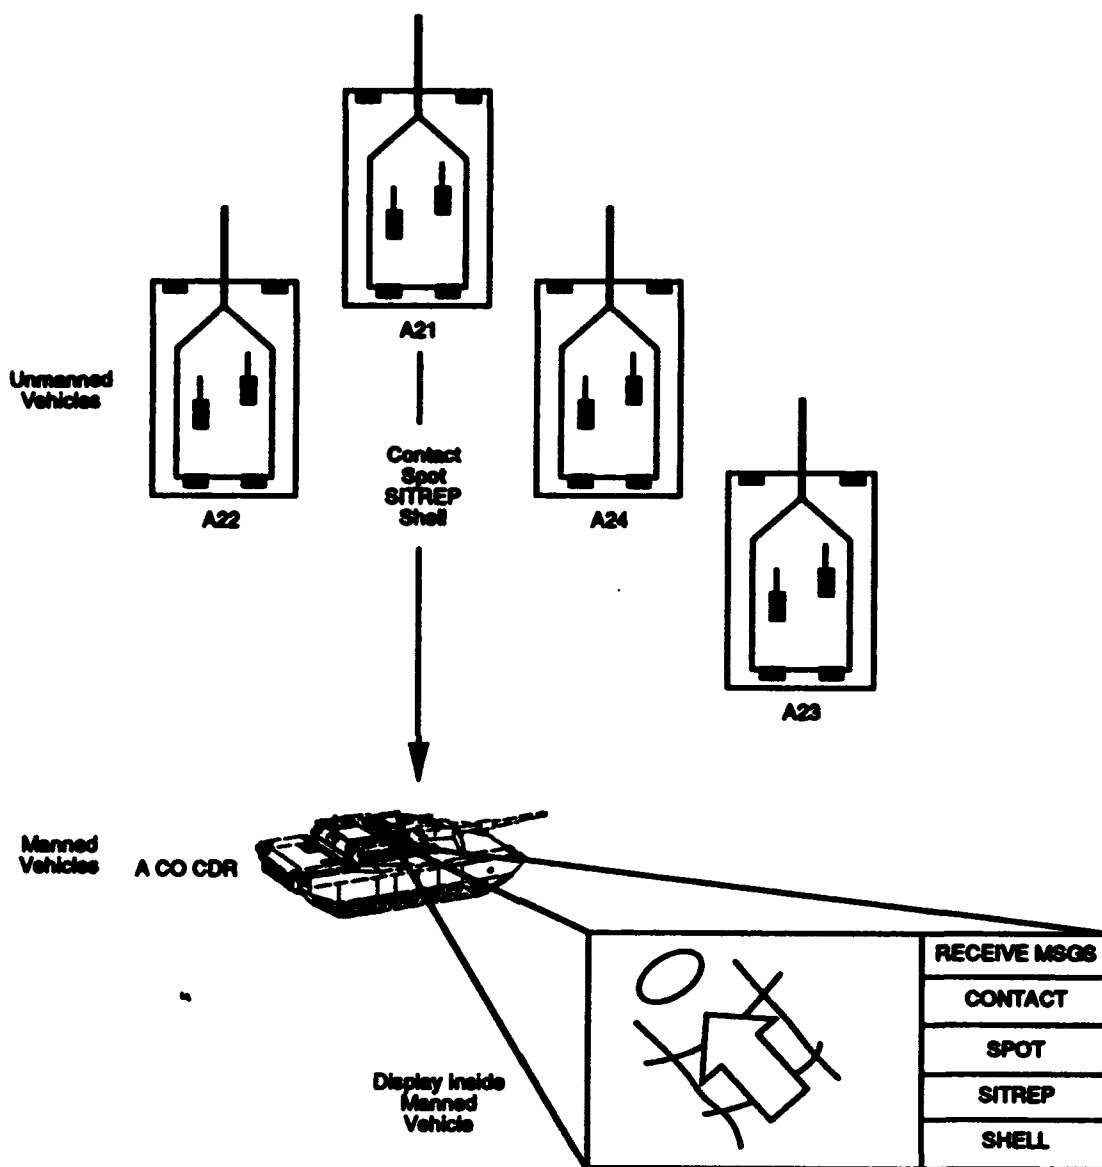 A21
Unmanned
Vehicles
A22
Contact
Spot
SITREP
Shell
A24
A23
Manned
Vehicles
A CO CDR
RECEIVE MSGS
CONTACT
SPOT
SITREP
SHELL
Display Inside
Manned
Vehicle